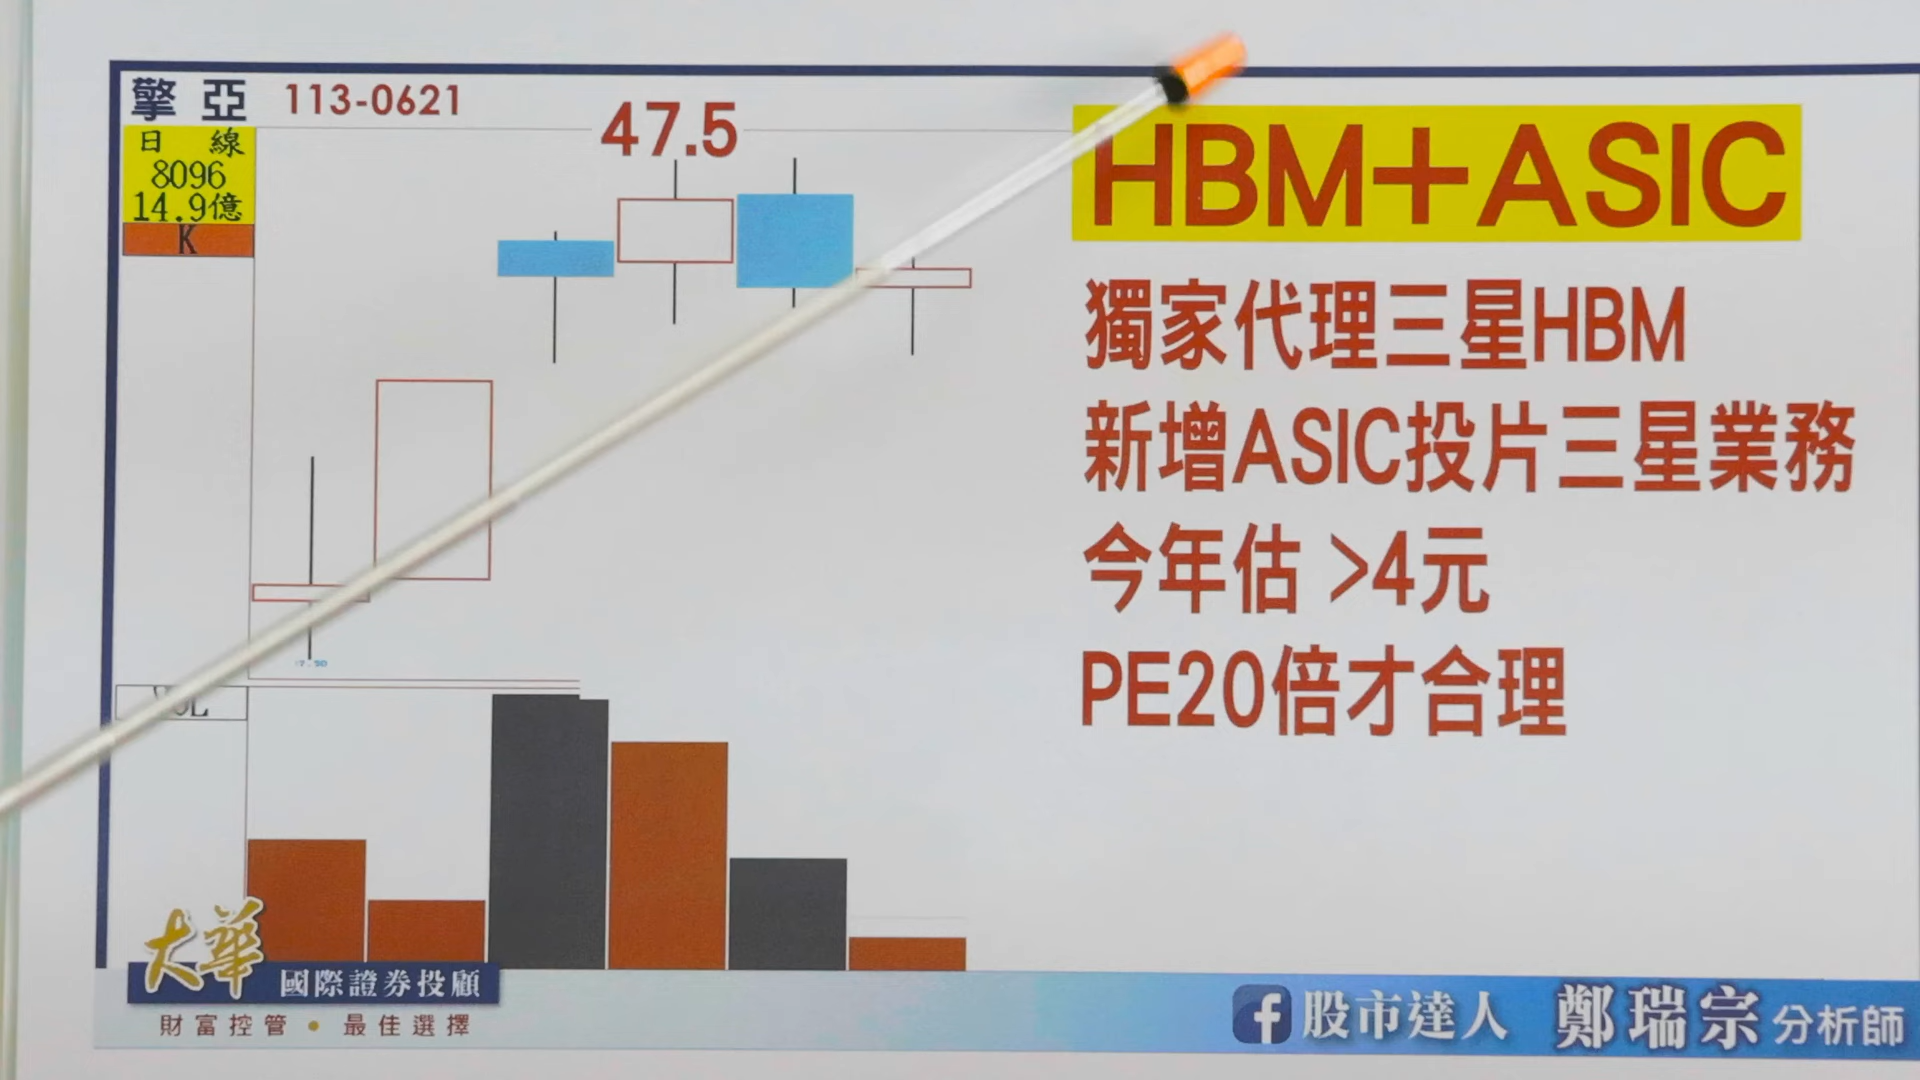 擎亞 113-0621
日 線
8096
14.9億
K
47.5
HBM+ASIC
獨家代理三星HBM
新增ASIC投片三星業務
今年估 >4元
PE20倍才合理
大華
國際證券投顧
財富控管 • 最佳選擇
股市達人 鄭瑞宗 分析師